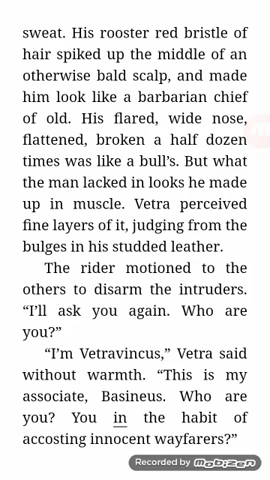 sweat. His rooster red bristle of
hair spiked up the middle of an
otherwise bald scalp, and made
him look like a barbarian chief
of old. His flared, wide nose,
flattened, broken a half dozen
times was like a bull's. But what
the man lacked in looks he made
up in muscle. Vetra perceived
fine layers of it, judging from the
bulges in his studded leather.
The rider motioned to the
others to disarm the intruders.
“I'll ask you again. Who are
you?”
“I'm Vetravincus,” Vetra said
without warmth. “This is my
associate, Basineus. Who are
you? You in the habit of
accosting innocent wayfarers?”
Recorded by mobizen